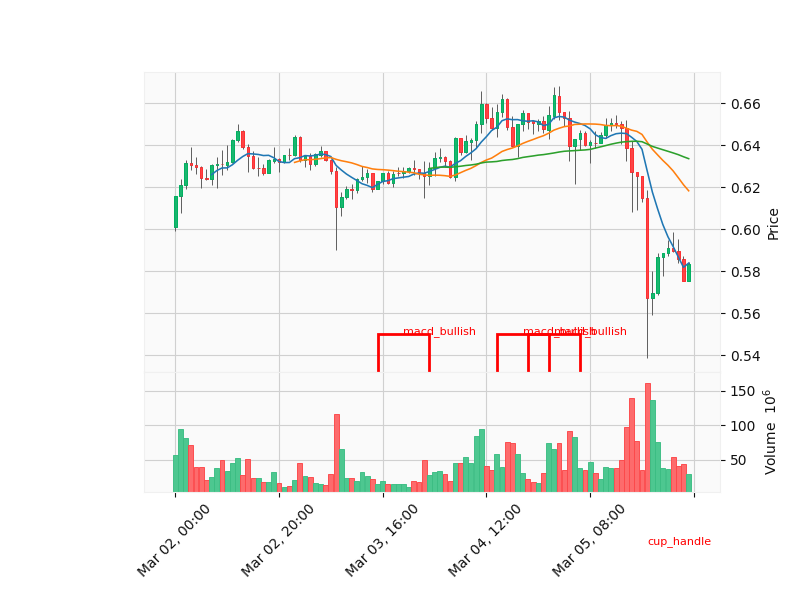 0.66
0.64
0.62
0.60
0.58
0.56
0.54
Price
macd_bullish
macd_bullish
macd_bullish
150
100
50
Volume 10^6
Mar 02, 00:00
Mar 02, 20:00
Mar 03, 16:00
Mar 04, 12:00
Mar 05, 08:00
cup_handle